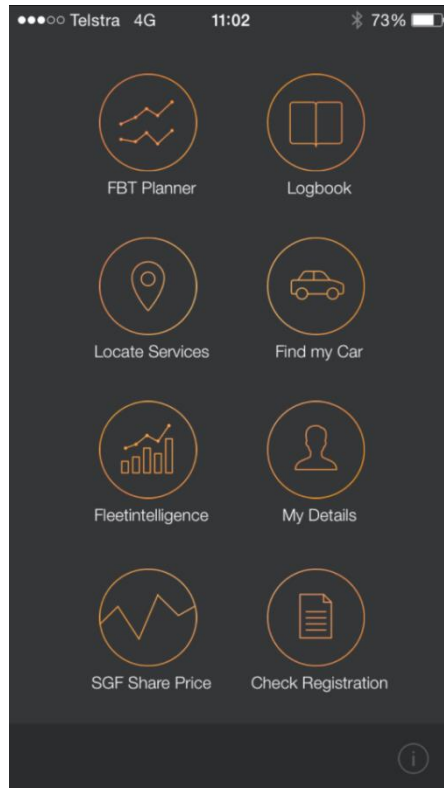 Telstra 4G 11:02 73%
FBT Planner Logbook
Locate Services Find my Car
Fleetintelligence My Details
SGF Share Price Check Registration
i